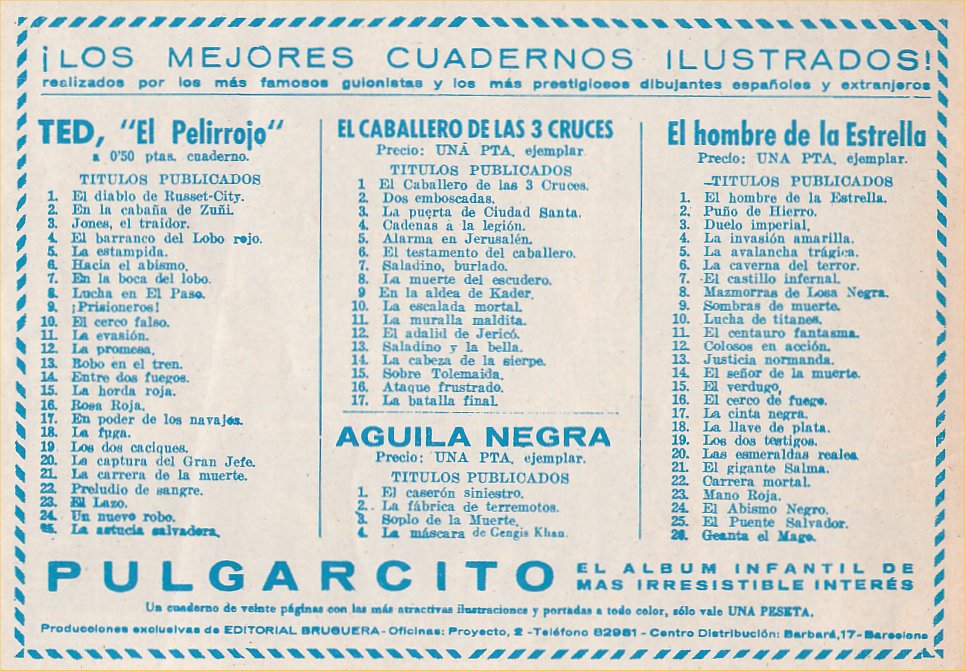 ¡LOS MEJORES CUADERNOS ILUSTRADOS!
realizados por los más famosos guionistas y los más prestigiosos dibujantes españoles y extranjeros
TED, "El Pelirrojo"
a 0'50 ptas. cuaderno.
TITULOS PUBLICADOS
1. El diablo de Russet-City.
2. En la cabaña de Zuñi.
3. Jones, el traidor.
4. El barranco del Lobo rojo.
5. La estampida.
6. Hacia el abismo.
7. En la boca del lobo.
8. Lucha en El Paso.
9. ¡Prisioneros!
10. El cerco falso.
11. La evasión.
12. La promesa.
13. Robo en el tren.
14. Entre dos fuegos.
15. La horda roja.
16. Rosa Roja.
17. En poder de los navajos.
18. La fuga.
19. Los dos caciques.
20. La captura del Gran Jefe.
21. La carrera de la muerte.
22. Preludio de sangre.
23. El Lazo.
24. Un nuevo robo.
25. La astucia salvadora.
EL CABALLERO DE LAS 3 CRUCES
Precio: UNA PTA. ejemplar
TITULOS PUBLICADOS
1 El Caballero de las 3 Cruces.
2. Dos emboscadas.
3. La puerta de Ciudad Santa.
4. Cadenas a la legión.
5. Alarma en Jerusalén.
6. El testamento del caballero.
7. Saladino, burlado.
8. La muerte del escudero.
9 En la aldea de Kader.
10. La escalada mortal.
11. La muralla maldita.
12. El adalid de Jericó.
13. Saladino y la bella.
14. La cabeza de la sierpe.
15. Sobre Tolemaida.
16. Ataque frustrado.
17. La batalla final.
AGUILA NEGRA
Precio: UNA PTA. ejemplar.
TITULOS PUBLICADOS
1. El caserón siniestro.
2. La fábrica de terremotos.
3. Soplo de la Muerte.
4. La máscara de Gengis Khan.
El hombre de la Estrella
Precio: UNA PTA. ejemplar.
TITULOS PUBLICADOS
1. El hombre de la Estrella.
2. Puño de Hierro.
3. Duelo imperial.
4. La invasión amarilla.
5. La avalancha trágica.
6. La caverna del terror.
7. El castillo infernal.
8. Mazmorras de Losa Negra.
9. Sombras de muerte.
10. Lucha de titanes.
11. El centauro fantasma.
12. Colosos en acción.
13. Justicia normanda.
14. El señor de la muerte.
15. El verdugo.
16. El cerco de fuego.
17. La cinta negra.
18. La llave de plata.
19. Los dos testigos.
20. Las esmeraldas reales
21. El gigante Salma.
22. Carrera mortal.
23. Mano Roja.
24. El Abismo Negro.
25. El Puente Salvador.
26. Geanta el Mago.
PULGARCITO EL ALBUM INFANTIL DE
MAS IRRESISTIBLE INTERÉS
Un cuaderno de veinte páginas con las más atractivas ilustraciones y portadas a todo color, sólo vale UNA PESETA.
Producciones exclusivas de EDITORIAL BRUGUERA-Oficinas: Proyecto, 2 -Teléfono 82981 - Centro Distribución: Barbará, 17- Barcelona